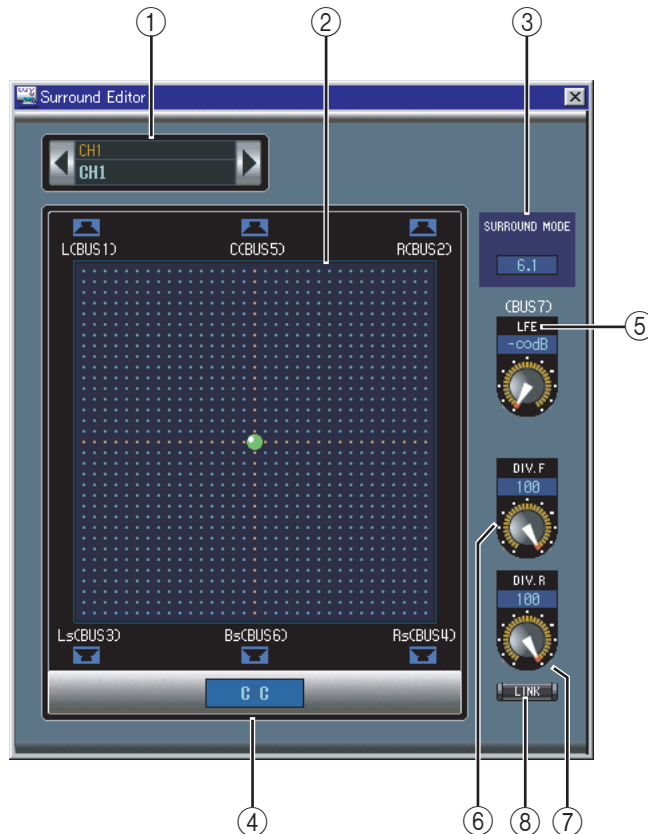 ① ② ③
Surround Editor
CH1
CH1
L(BUS1) C(BUS5) R(BUS2)
SURROUND MODE
6.1
(BUS7)
LFE
⑤
-∞dB
DIV.F
100
DIV.R
100
Ls(BUS3) Bs(BUS6) Rs(BUS4)
C C
LINK
④ ⑥ ⑧ ⑦